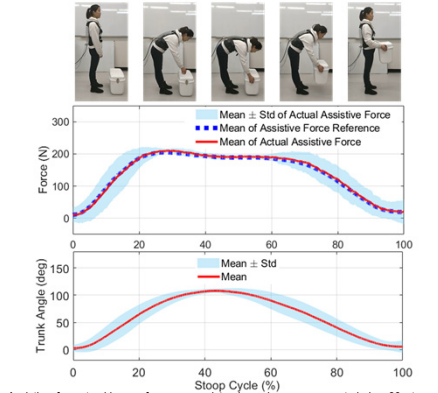 Mean ± Std of Actual Assistive Force
Mean of Assistive Force Reference
Mean of Actual Assistive Force
Force (N)
300
200
100
0
0
20
40
60
80
100
Mean ± Std
Mean
Trunk Angle (deg)
150
100
50
0
0
20
40
60
80
100
Stoop Cycle (%)